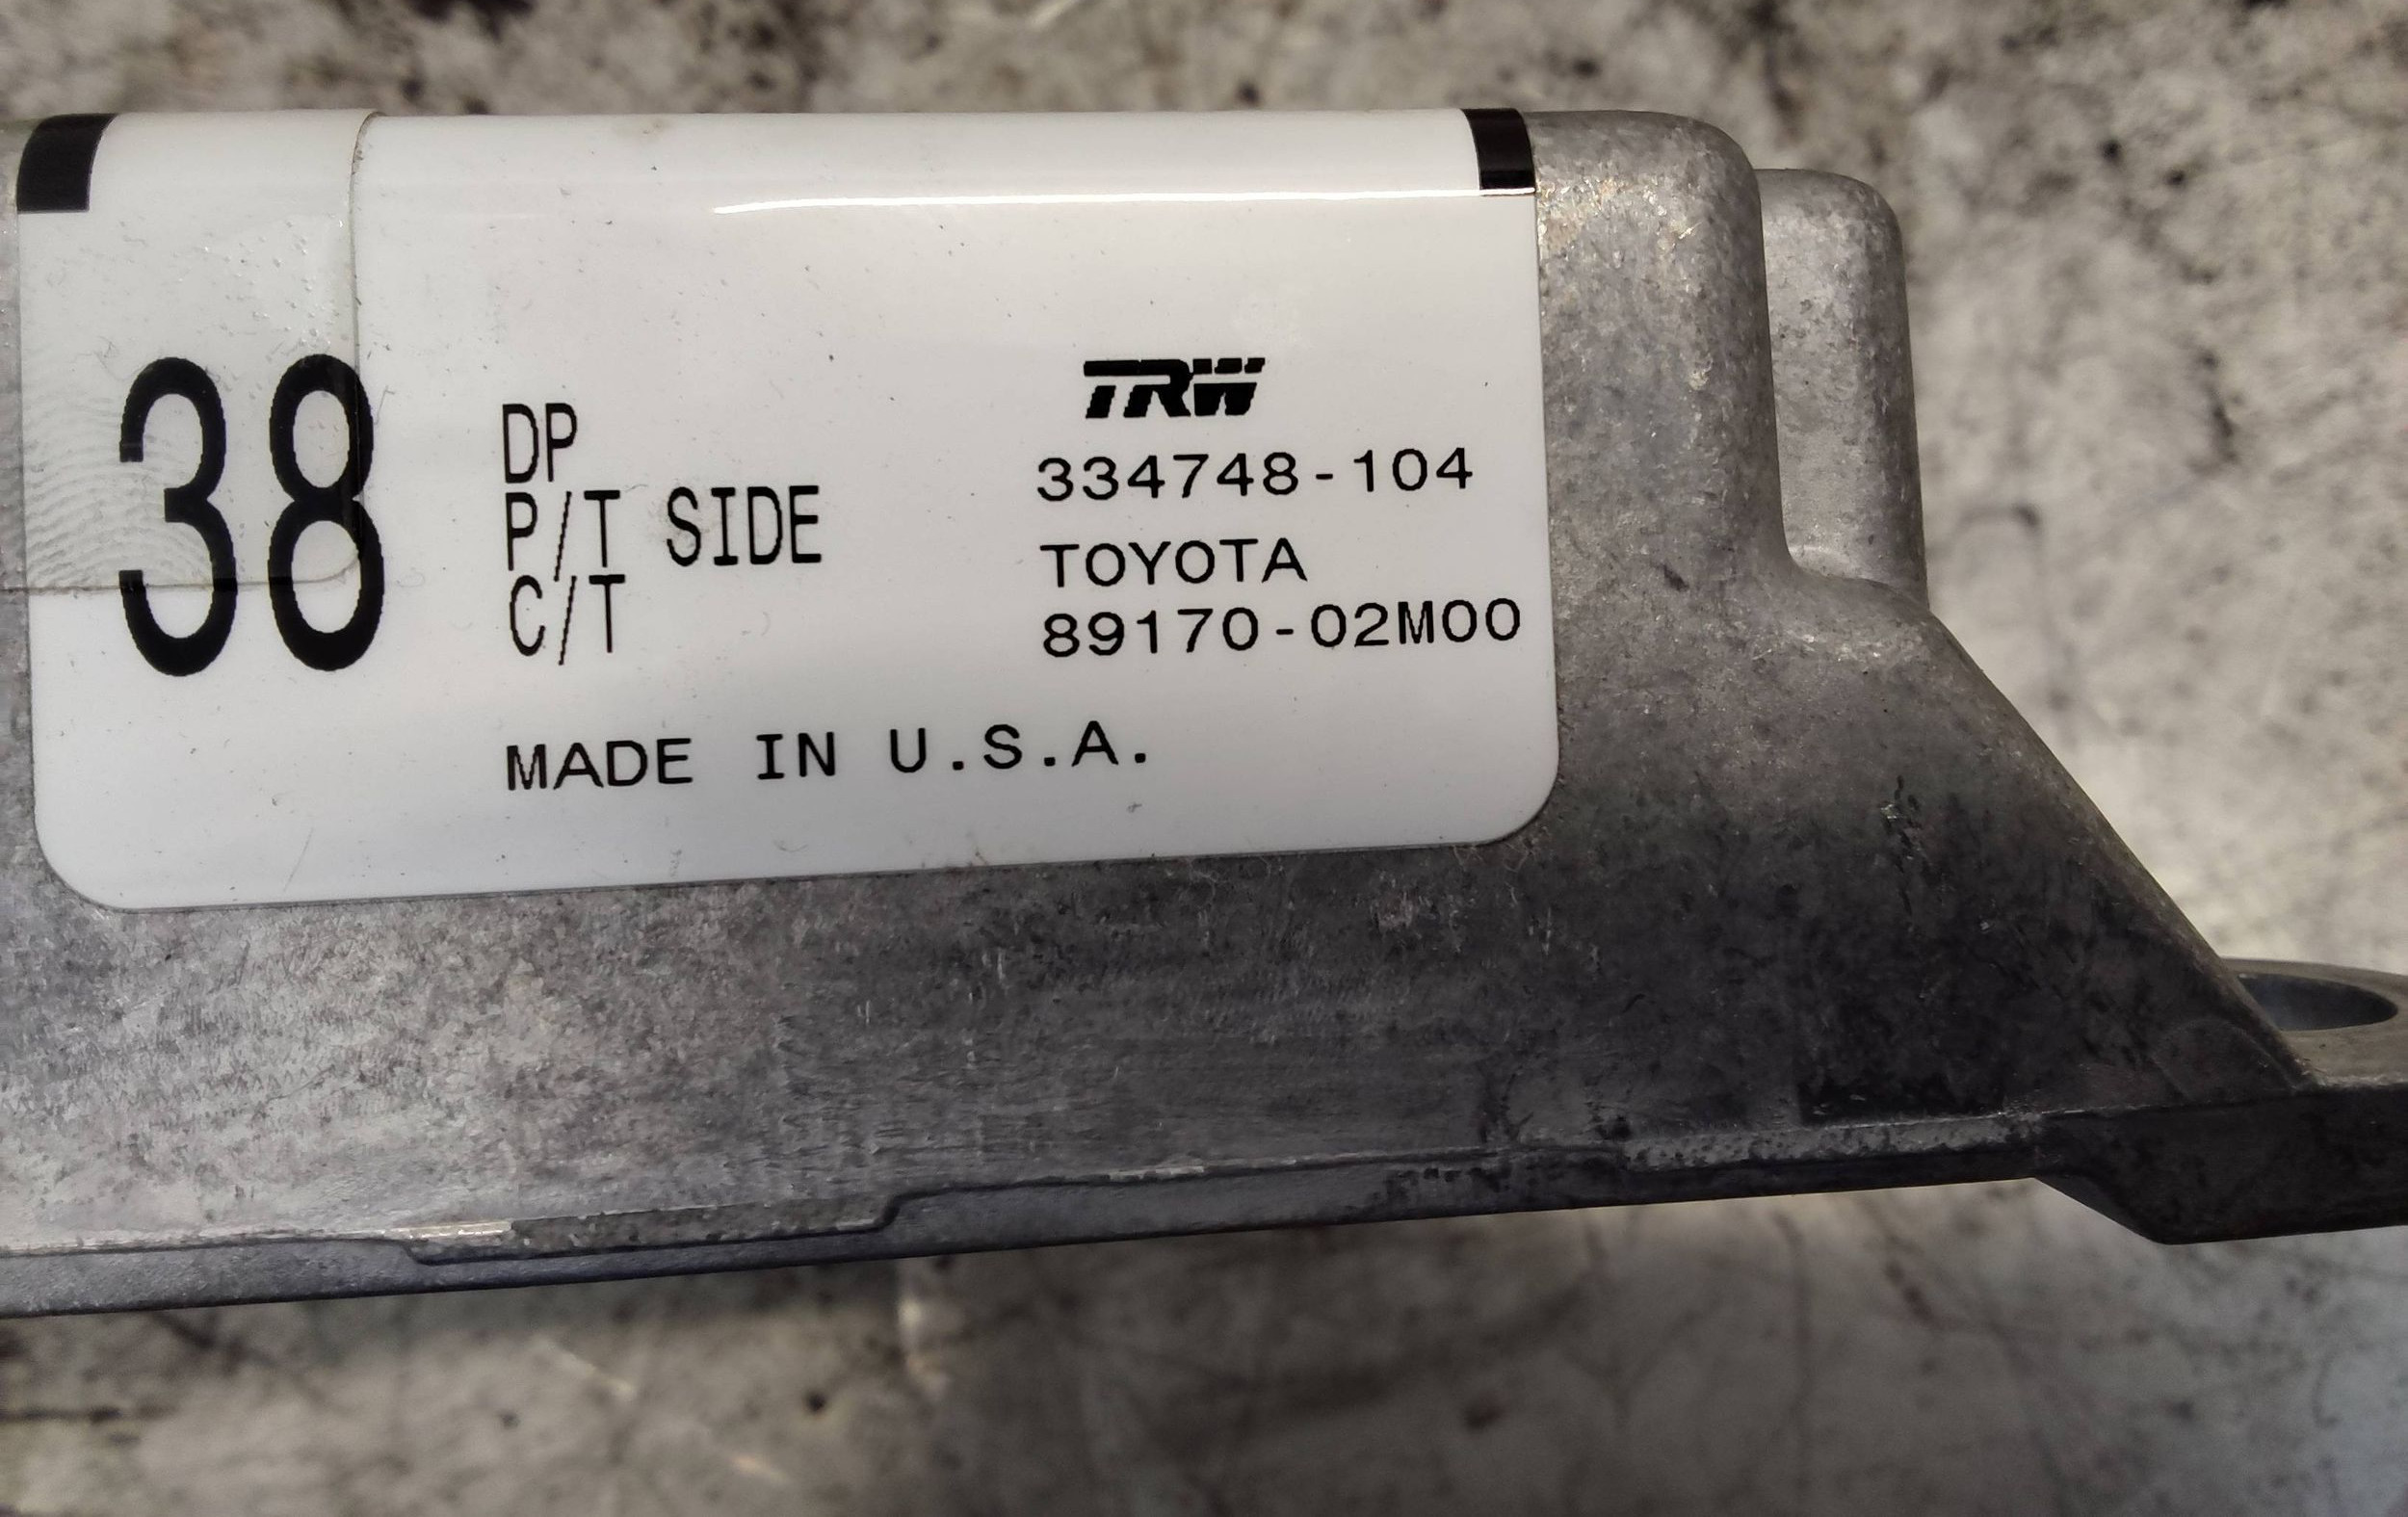 38
DP
P/T SIDE
C/T
TRW
334748-104
TOYOTA
89170-02M00
MADE IN U.S.A.